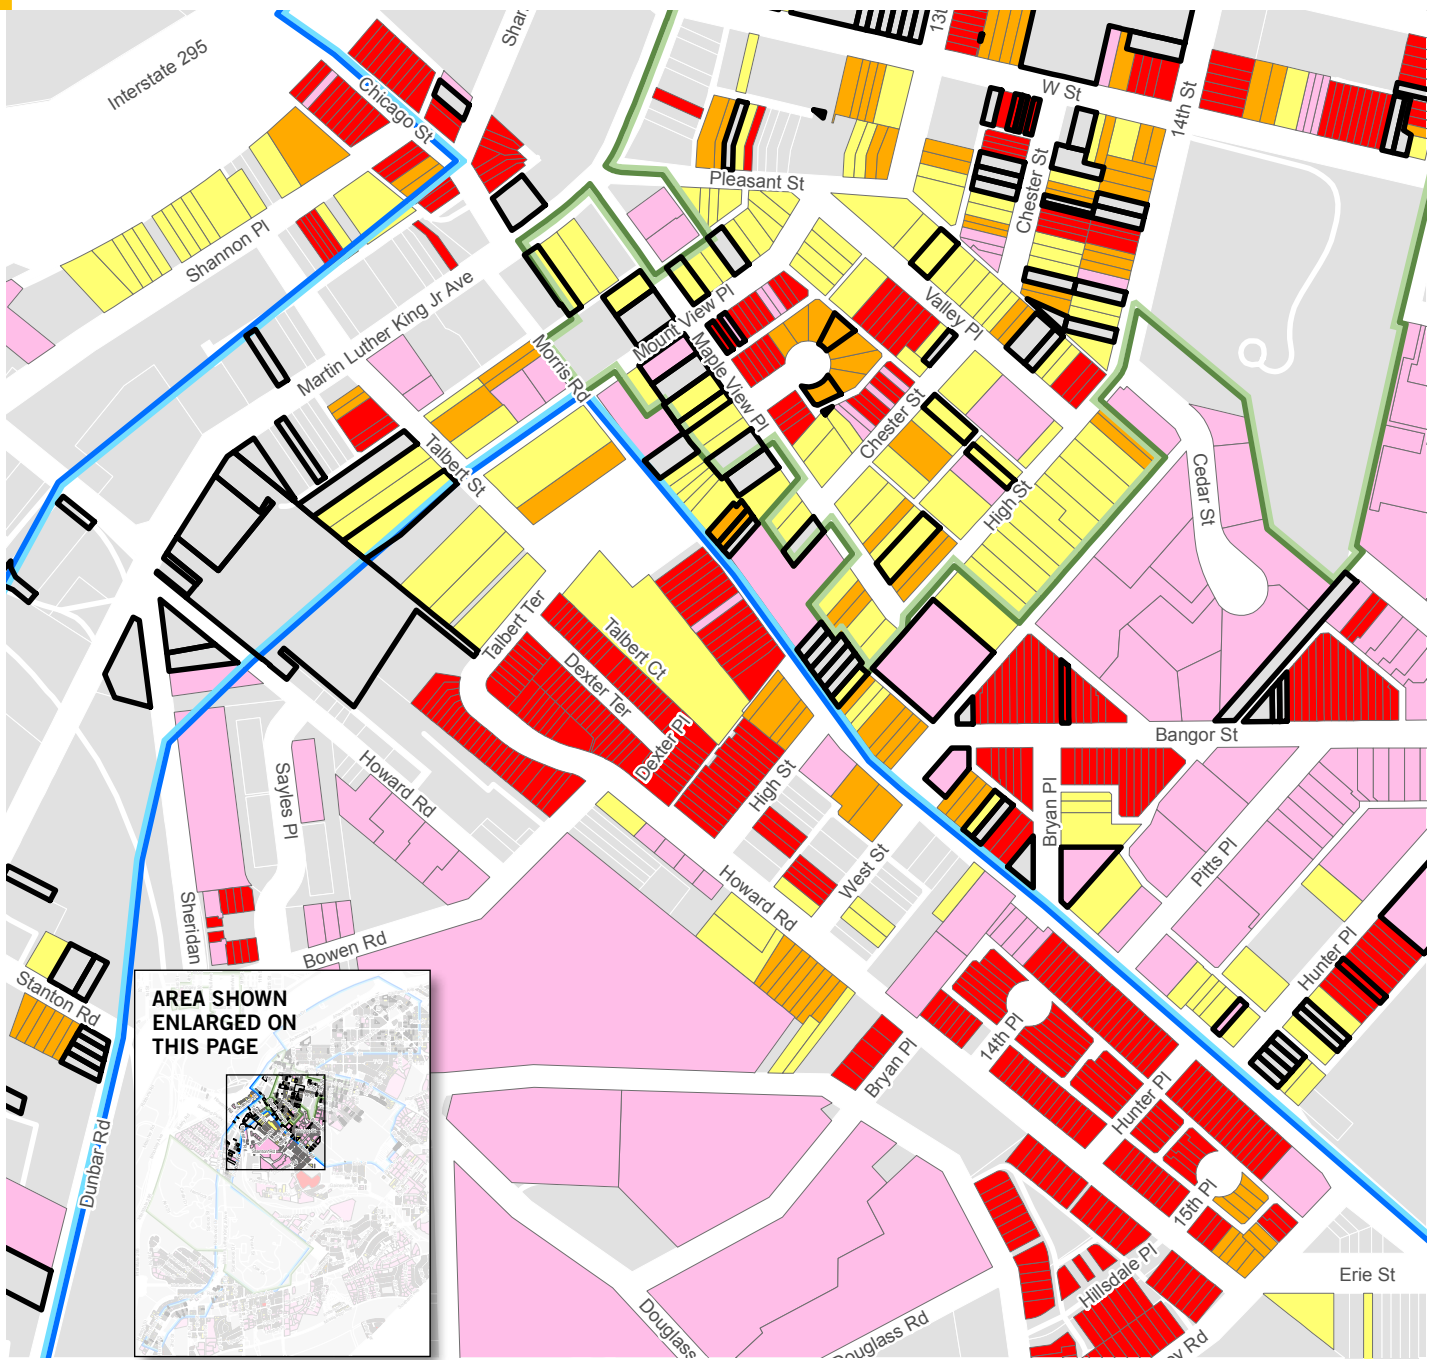 Interstate 295
Shan
13th
W St
14th St
Chicago St
Chester St
Pleasant St
Shannon Pl
Martin Luther King Jr Ave
Valley Pl
Mount View Pl
Maple View Pl
Morris Rd
Chester St
Talbert St
High St
Cedar St
Talbert Ter
Talbert Ct
Dexter Ter
Dexter Pl
Bangor St
High St
Howard Rd
Sayles Pl
Bryan Pl
Pitts Pl
West St
Howard Rd
Sheridan
Bowen Rd
Hunter Pl
Stanton Rd
AREA SHOWN
ENLARGED ON
THIS PAGE
14th Pl
Bryan Pl
Hunter Pl
Dunbar Rd
15th Pl
Hillsdale Pl
Erie St
Douglass
Douglass Rd
Rd